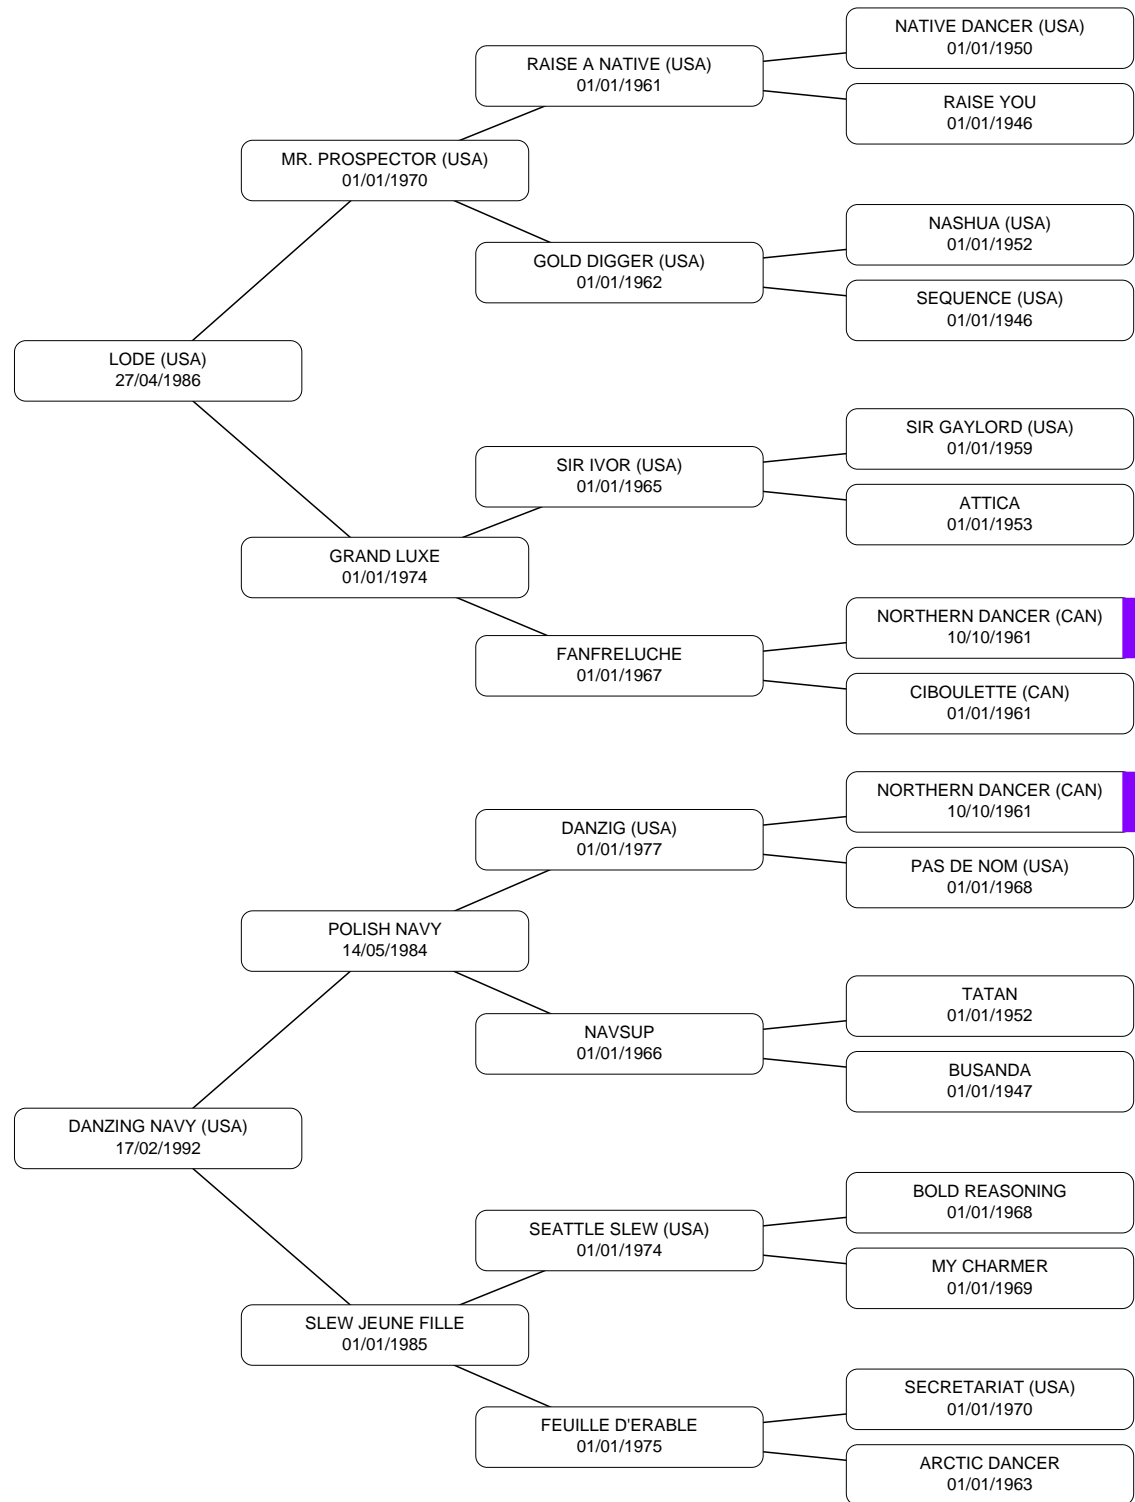 NATIVE DANCER (USA)
01/01/1950
RAISE A NATIVE (USA)
01/01/1961
RAISE YOU
01/01/1946
MR. PROSPECTOR (USA)
01/01/1970
NASHUA (USA)
01/01/1952
GOLD DIGGER (USA)
01/01/1962
SEQUENCE (USA)
01/01/1946
LODE (USA)
27/04/1986
SIR GAYLORD (USA)
01/01/1959
SIR IVOR (USA)
01/01/1965
ATTICA
01/01/1953
GRAND LUXE
01/01/1974
NORTHERN DANCER (CAN)
10/10/1961
FANFRELUCHE
01/01/1967
CIBOULETTE (CAN)
01/01/1961
NORTHERN DANCER (CAN)
10/10/1961
DANZIG (USA)
01/01/1977
PAS DE NOM (USA)
01/01/1968
POLISH NAVY
14/05/1984
TATAN
01/01/1952
NAVSUP
01/01/1966
BUSANDA
01/01/1947
DANZING NAVY (USA)
17/02/1992
BOLD REASONING
01/01/1968
SEATTLE SLEW (USA)
01/01/1974
MY CHARMER
01/01/1969
SLEW JEUNE FILLE
01/01/1985
SECRETARIAT (USA)
01/01/1970
FEUILLE D'ERABLE
01/01/1975
ARCTIC DANCER
01/01/1963